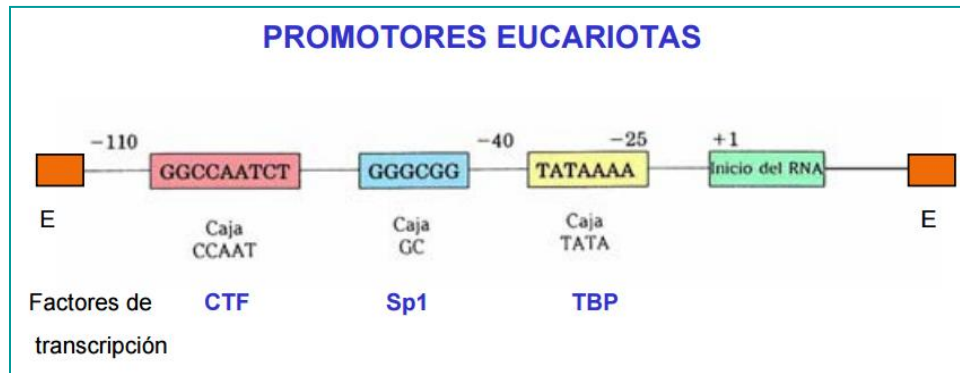 PROMOTORES EUCARIOTAS
-110 -40 -25 +1
GGCCAATCT GGGCGG TATAAAA Inicio del RNA
E E
Caja Caja Caja
CCAAT GC TATA
Factores de CTF Sp1 TBP
transcripción